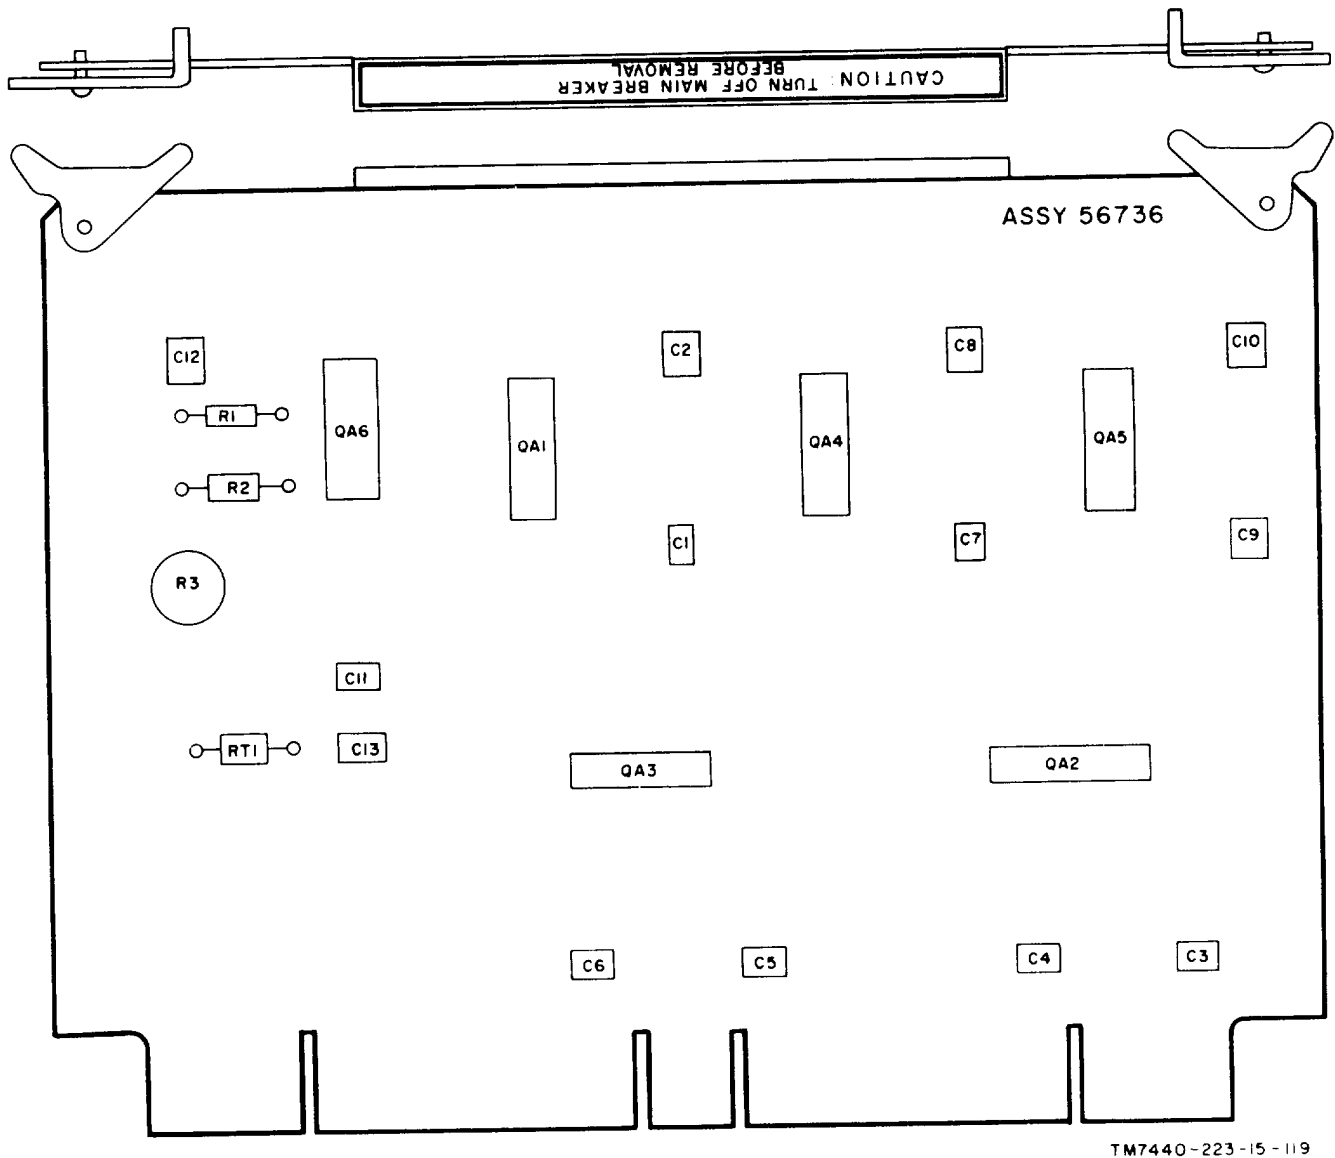 CAUTION: TURN OFF MAIN BREAKER
BEFORE REMOVAL
ASSY 56736
C12
C2
C8
C10
R1
QA6
QA1
QA4
QA5
R2
C1
C7
C9
R3
C11
RT1
C13
QA3
QA2
C6
C5
C4
C3
TM7440-223-15-119